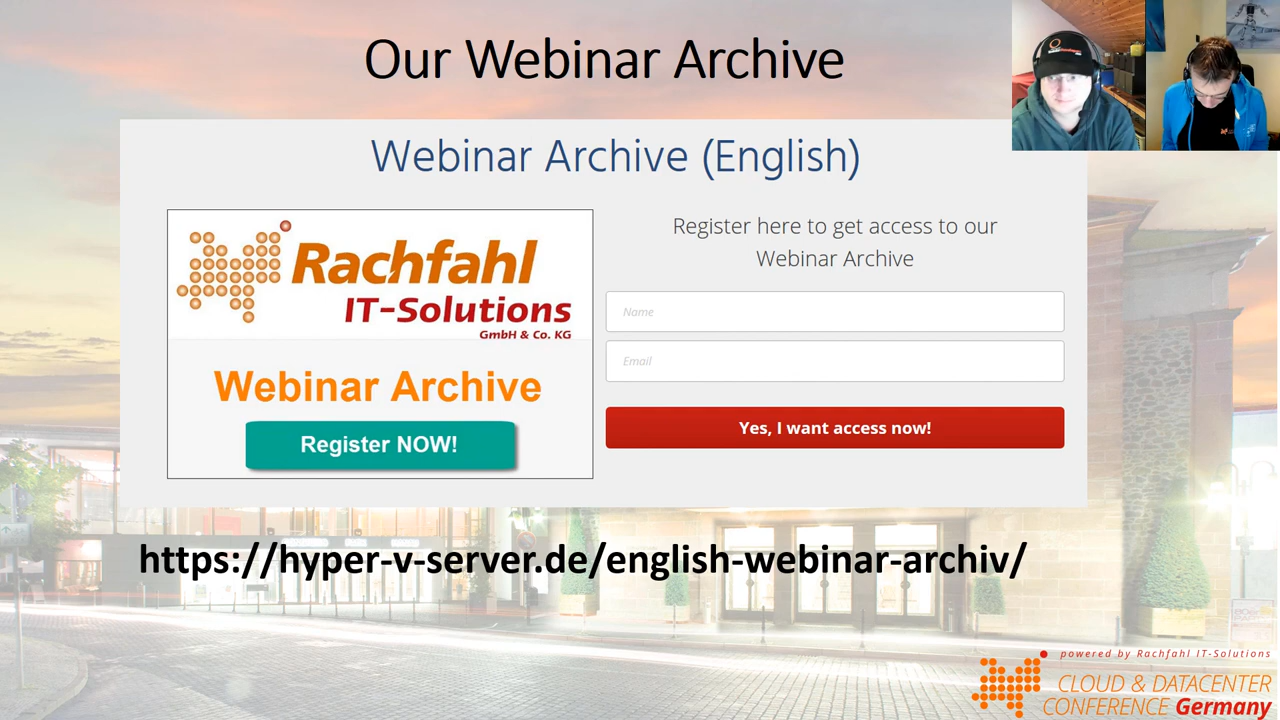 Our Webinar Archive
Webinar Archive (English)
Rachfahl
IT-Solutions
GmbH & Co. KG
Webinar Archive
Register NOW!
Register here to get access to our
Webinar Archive
Name
Email
Yes, I want access now!
https://hyper-v-server.de/english-webinar-archiv/
powered by Rachfahl IT-Solutions
CLOUD & DATACENTER
CONFERENCE Germany